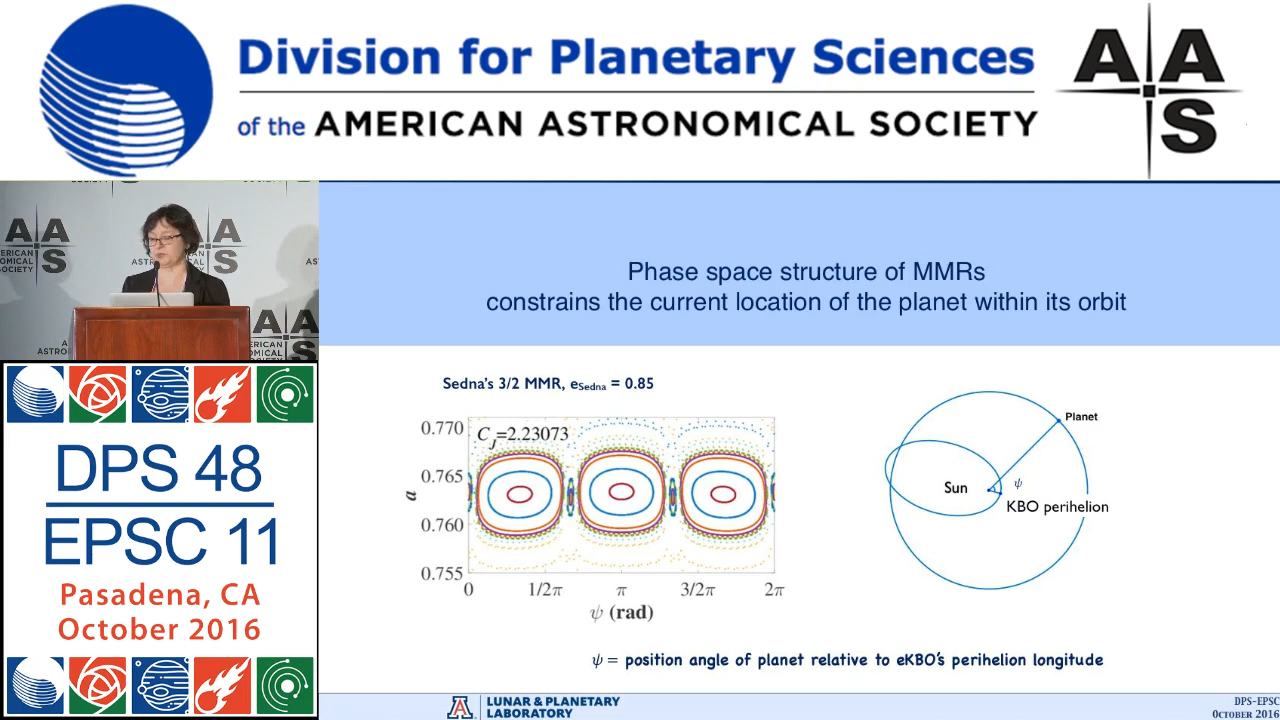 Division for Planetary Sciences
of the AMERICAN ASTRONOMICAL SOCIETY
A A
S
Phase space structure of MMRs
constrains the current location of the planet within its orbit
Sedna's 3/2 MMR, eSedna = 0.85
C_J=2.23073
0.770
0.765
0.760
0.755
a
0 1/2π π 3/2π 2π
ψ (rad)
Planet
Sun
ψ
KBO perihelion
ψ = position angle of planet relative to eKBO's perihelion longitude
A
LUNAR & PLANETARY
LABORATORY
DPS-EPSC
OCTOBER 2016
DPS 48
EPSC 11
Pasadena, CA
October 2016